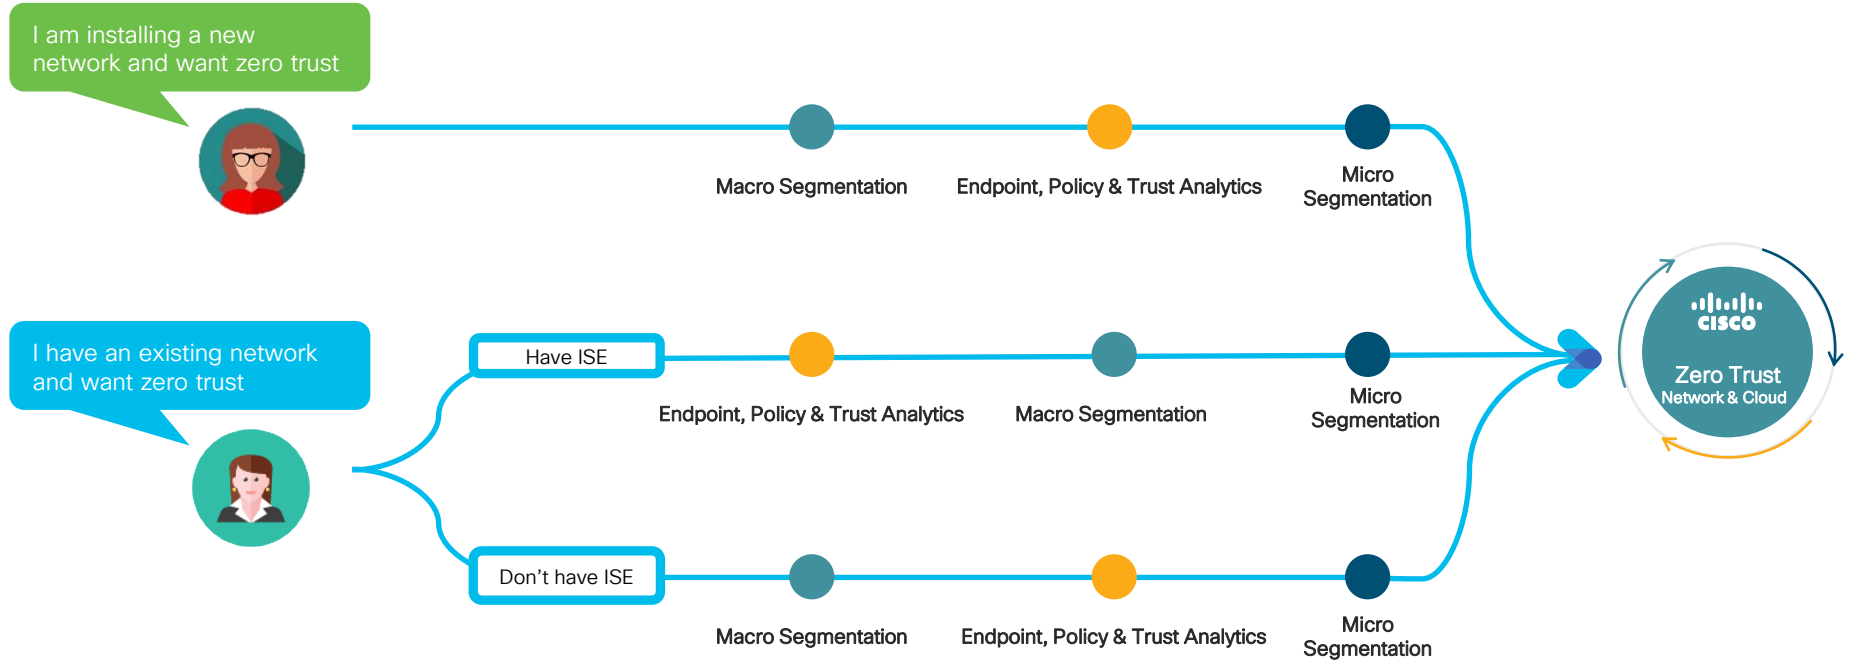 I am installing a new
network and want zero trust
Macro Segmentation
Endpoint, Policy & Trust Analytics
Micro
Segmentation
I have an existing network
and want zero trust
Have ISE
Endpoint, Policy & Trust Analytics
Macro Segmentation
Micro
Segmentation
CISCO
Zero Trust
Network & Cloud
Don't have ISE
Macro Segmentation
Endpoint, Policy & Trust Analytics
Micro
Segmentation